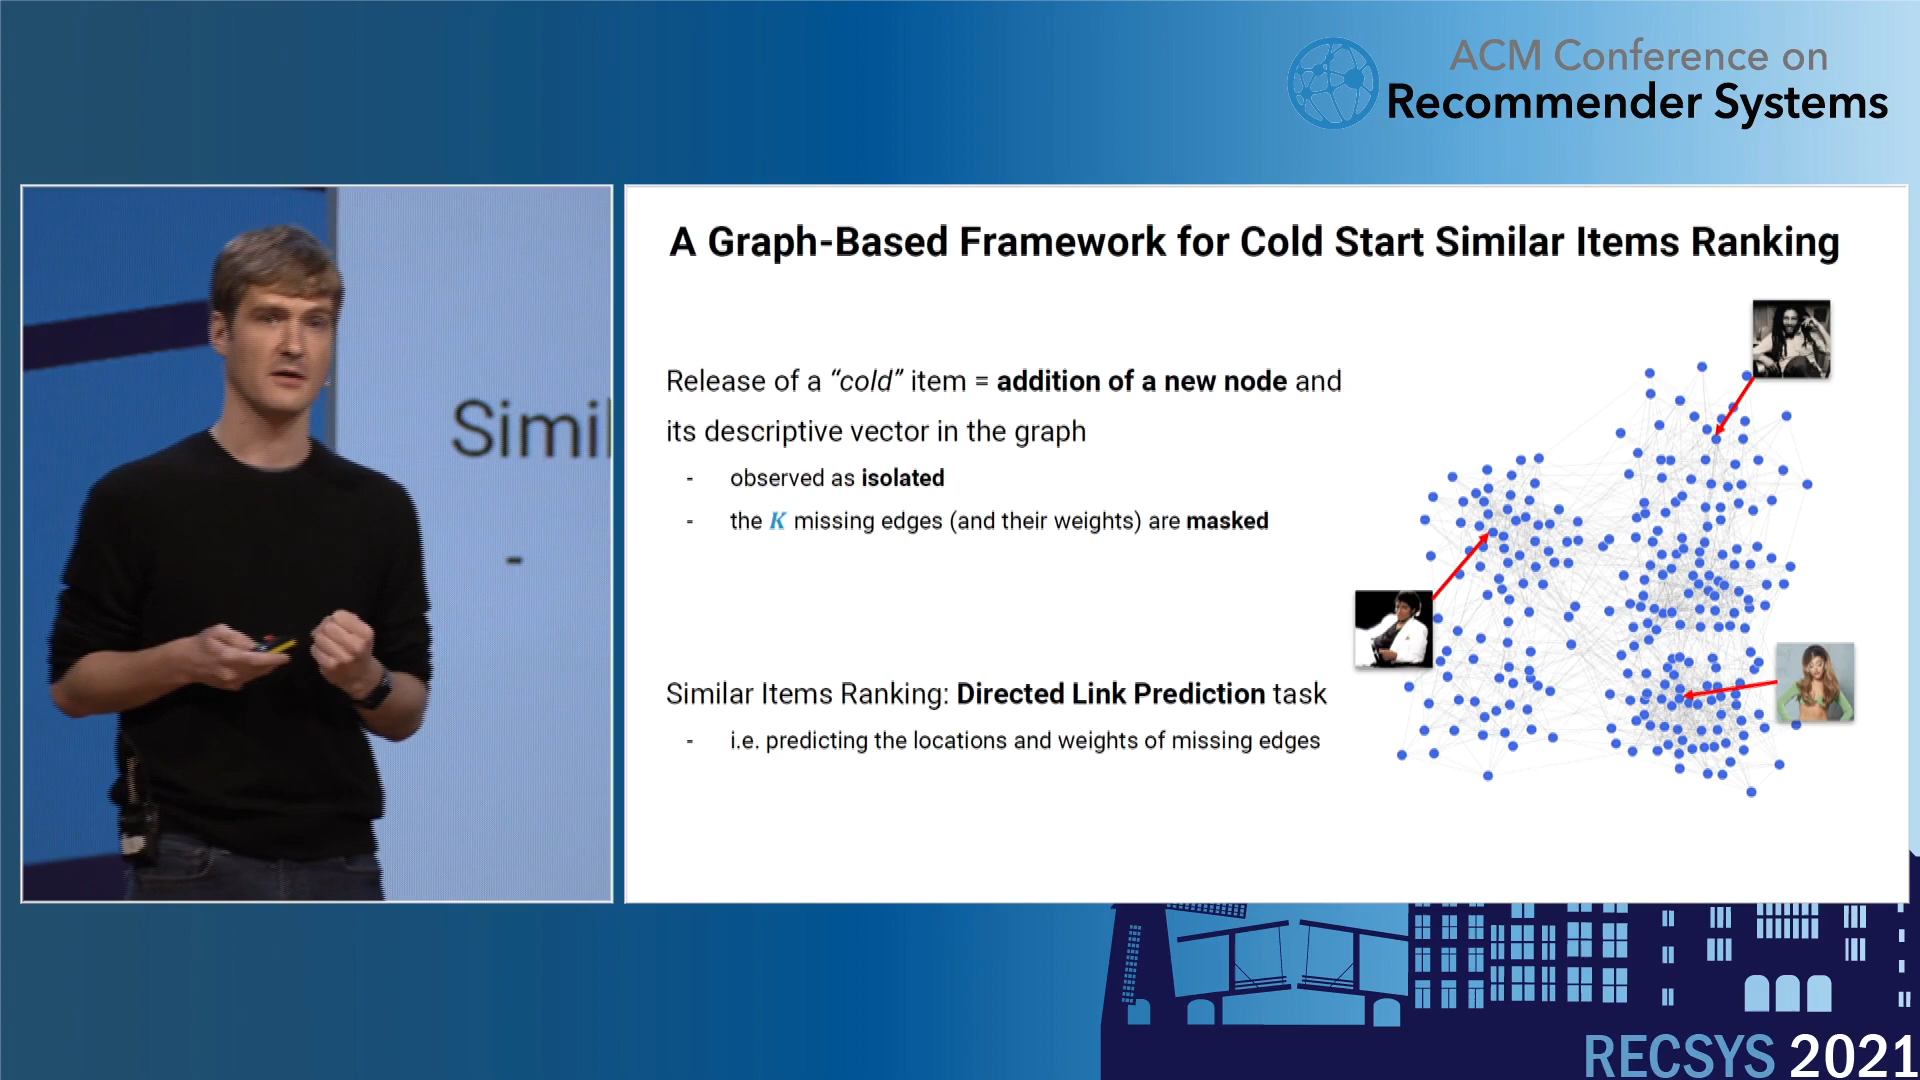 ACM Conference on
Recommender Systems
Simil
-
A Graph-Based Framework for Cold Start Similar Items Ranking
Release of a “cold” item = addition of a new node and
its descriptive vector in the graph
- observed as isolated
- the K missing edges (and their weights) are masked
Similar Items Ranking: Directed Link Prediction task
- i.e. predicting the locations and weights of missing edges
RECSYS 2021